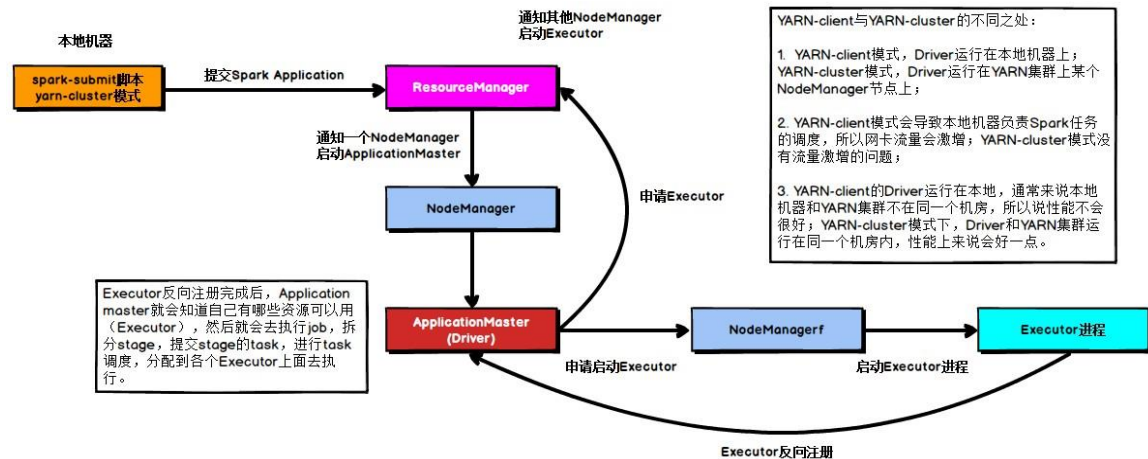 通知其他NodeManager
启动Executor
本地机器
spark-submit脚本
yarn-cluster模式
提交Spark Application
ResourceManager
通知一个NodeManager
启动ApplicationMaster
NodeManager
申请Executor
YARN-client与YARN-cluster的不同之处：
1. YARN-client模式，Driver运行在本地机器上；
YARN-cluster模式，Driver运行在YARN集群上某个
NodeManager节点上；
2. YARN-client模式会导致本地机器负责Spark任务
的调度，所以网卡流量会激增；YARN-cluster模式没
有流量激增的问题；
3. YARN-client的Driver运行在本地，通常来说本地
机器和YARN集群不在同一个机房，所以说性能不会
很好；YARN-cluster模式下，Driver和YARN集群运
行在同一个机房内，性能上来说会好一点。
Executor反向注册完成后，Application
master就会知道自己有哪些资源可以用
（Executor），然后就会去执行job，拆
分stage，提交stage的task，进行task
调度，分配到各个Executor上面去执
行。
ApplicationMaster
(Driver)
申请启动Executor
NodeManagerf
启动Executor进程
Executor进程
Executor反向注册